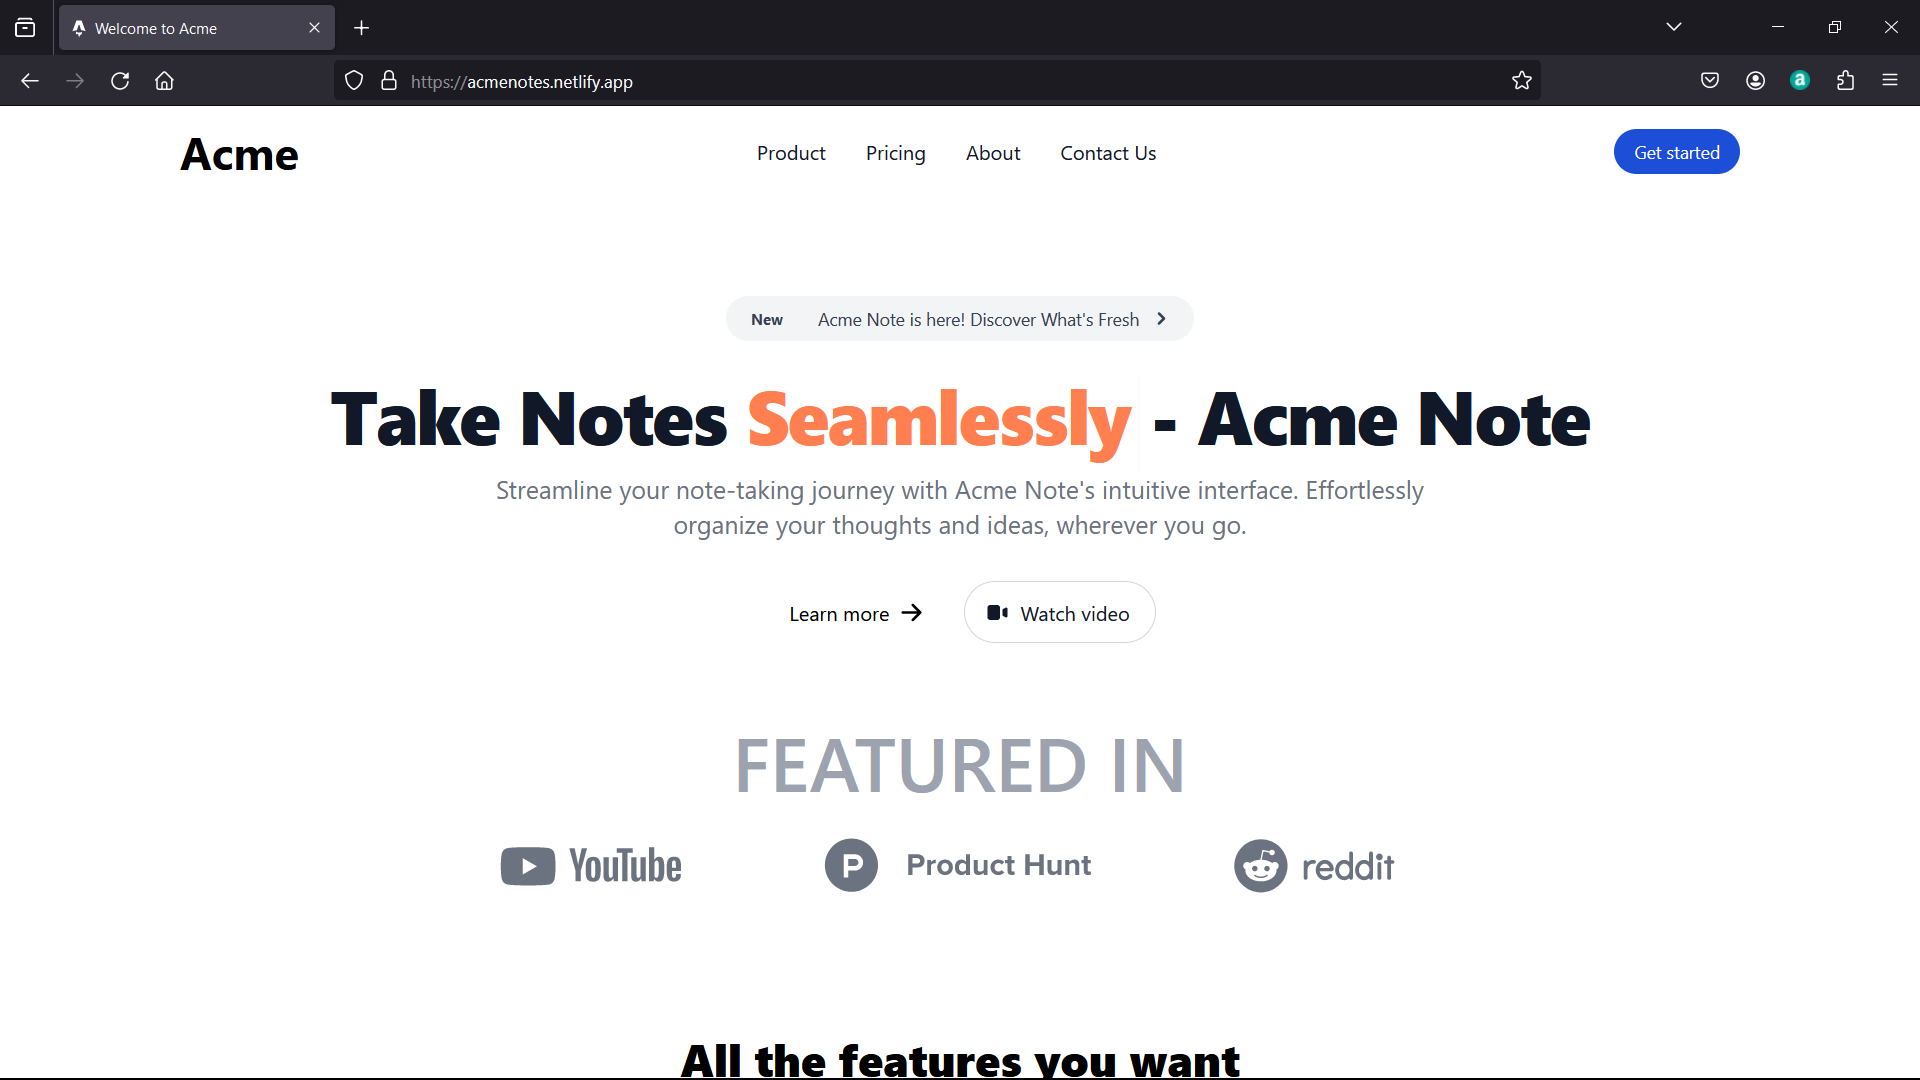 Welcome to Acme
https://acmenotes.netlify.app
Acme
Product
Pricing
About
Contact Us
Get started
New Acme Note is here! Discover What's Fresh
Take Notes Seamlessly - Acme Note
Streamline your note-taking journey with Acme Note's intuitive interface. Effortlessly
organize your thoughts and ideas, wherever you go.
Learn more
Watch video
FEATURED IN
YouTube
P Product Hunt
reddit
All the features you want